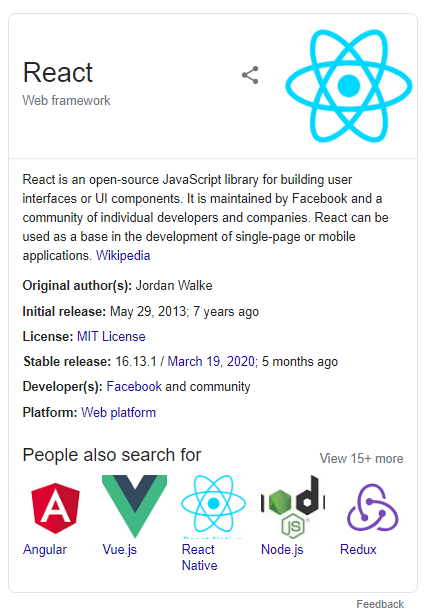 React
Web framework
React is an open-source JavaScript library for building user
interfaces or UI components. It is maintained by Facebook and a
community of individual developers and companies. React can be
used as a base in the development of single-page or mobile
applications. Wikipedia
Original author(s): Jordan Walke
Initial release: May 29, 2013; 7 years ago
License: MIT License
Stable release: 16.13.1 / March 19, 2020; 5 months ago
Developer(s): Facebook and community
Platform: Web platform
People also search for
View 15+ more
A
React Native
JS
Angular
Vue.js
React
Native
Node.js
Redux
Feedback